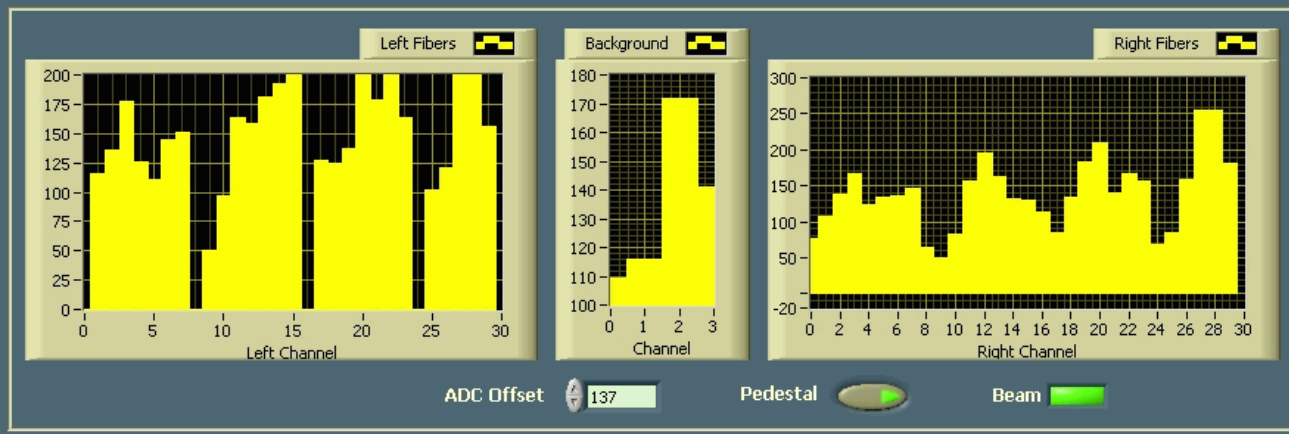 Left Fibers
200
175
150
125
100
75
50
25
0
0 5 10 15 20 25 30
Left Channel
Background
180
170
160
150
140
130
120
110
100
0 1 2 3
Channel
Right Fibers
300
250
200
150
100
50
-20
0 2 4 6 8 10 12 14 16 18 20 22 24 26 28 30
Right Channel
ADC Offset 137 Pedestal Beam